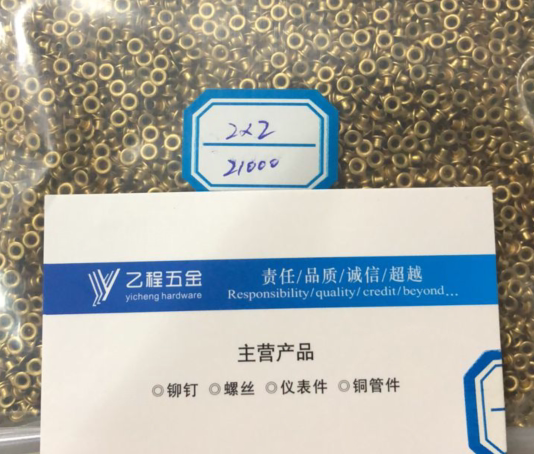 2x2
21000
乙程五金
yicheng hardware
责任/品质/诚信/超越
Responsibility/quality/credit/beyond...
主营产品
◎铆钉 ◎螺丝 ◎仪表件 ◎铜管件